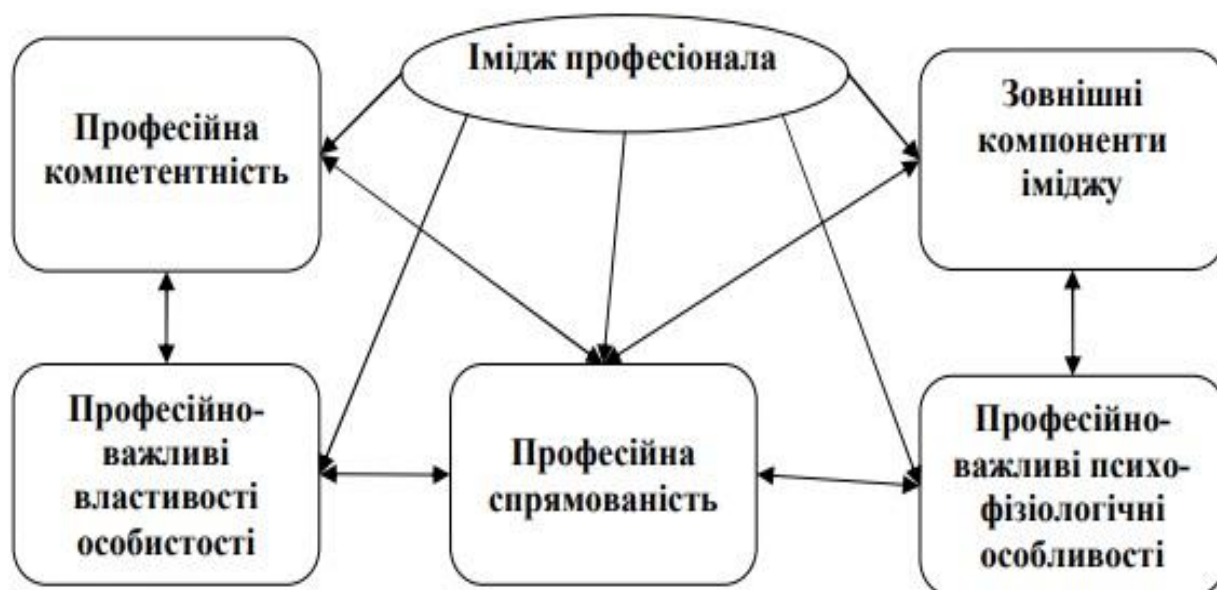 Імідж професіонала
Професійна
компетентність
Зовнішні
компоненти
іміджу
Професійно-
важливі
властивості
особистості
Професійна
спрямованість
Професійно-
важливі психо-
фізіологічні
особливості